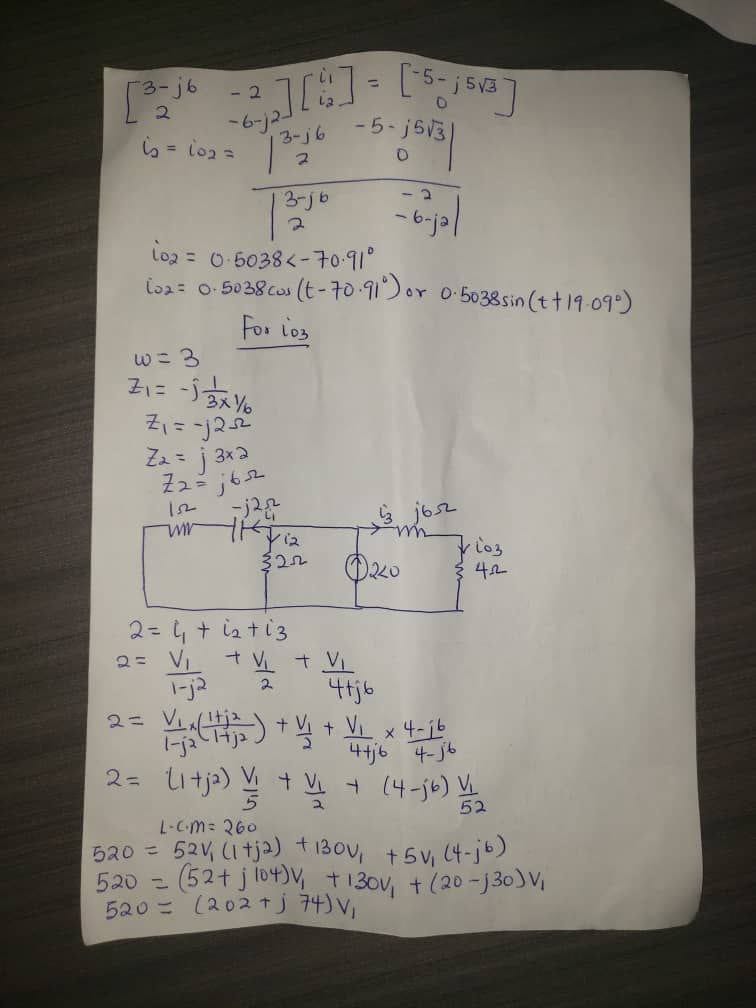 [3-j6 -2] [i1] = [-5-j5√3]
[2 -6-j2] [i2] [0]
i2 = io2 = |3-j6 -5-j5√3|
|2 0|
|3-jb -2|
|2 -6-j2|
io2 = 0.5038<-70.91°
io2 = 0.5038cos(t-70.91°) or 0.5038sin(t+19.09°)
For io3
w = 3
Z1 = -j 1/(3x1/6)
Z1 = -j2Ω
Z2 = j 3x2
Z2 = j6Ω
1Ω -j2Ω i1 i3 j6Ω
i2 2Ω 2<0 io3 4Ω
2 = i1 + i2 + i3
2 = V1/(1-j2) + V1/2 + V1/(4+j6)
2 = V1/(1-j2) x (1+j2/1+j2) + V1/2 + V1/(4+j6) x (4-j6)/(4-j6)
2 = (1+j2) V1/5 + V1/2 + (4-j6) V1/52
L.C.M = 260
520 = 52V1 (1+j2) + 130V1 + 5V1 (4-j6)
520 = (52+j104)V1 + 130V1 + (20-j30)V1
520 = (202+j 74)V1